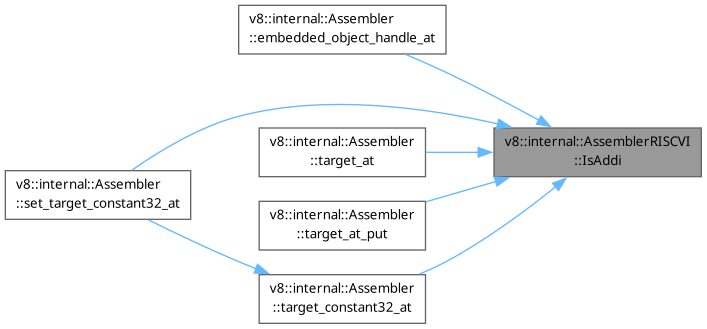 v8::internal::Assembler
::embedded_object_handle_at
v8::internal::AssemblerRISCVI
::IsAddi
v8::internal::Assembler
::target_at
v8::internal::Assembler
::set_target_constant32_at
v8::internal::Assembler
::target_at_put
v8::internal::Assembler
::target_constant32_at